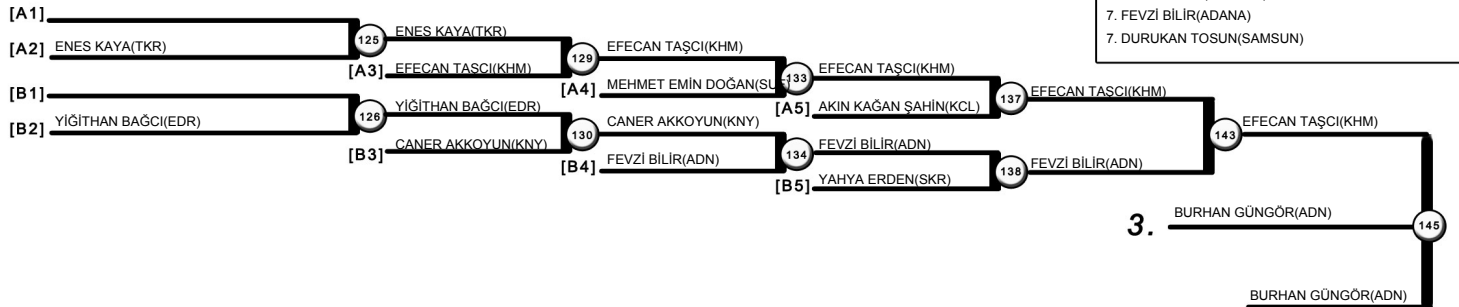 7. FEVZİ BİLİR(ADANA)
7. DURUKAN TOSUN(SAMSUN)
[A1]
[A2] ENES KAYA(TKR)
125 ENES KAYA(TKR)
[A3] EFECAN TASCI(KHM)
129 EFECAN TAŞCI(KHM)
[A4] MEHMET EMİN DOĞAN(SU
133 EFECAN TAŞCI(KHM)
[A5] AKIN KAĞAN ŞAHİN(KCL)
137 EFECAN TASCI(KHM)
[B1]
[B2] YİĞİTHAN BAĞCI(EDR)
126 YİĞİTHAN BAĞCI(EDR)
[B3] CANER AKKOYUN(KNY)
130 CANER AKKOYUN(KNY)
[B4] FEVZİ BİLİR(ADN)
134 FEVZİ BİLİR(ADN)
[B5] YAHYA ERDEN(SKR)
138 FEVZİ BİLİR(ADN)
143 EFECAN TAŞCI(KHM)
3. BURHAN GÜNGÖR(ADN)
145
BURHAN GÜNGÖR(ADN)